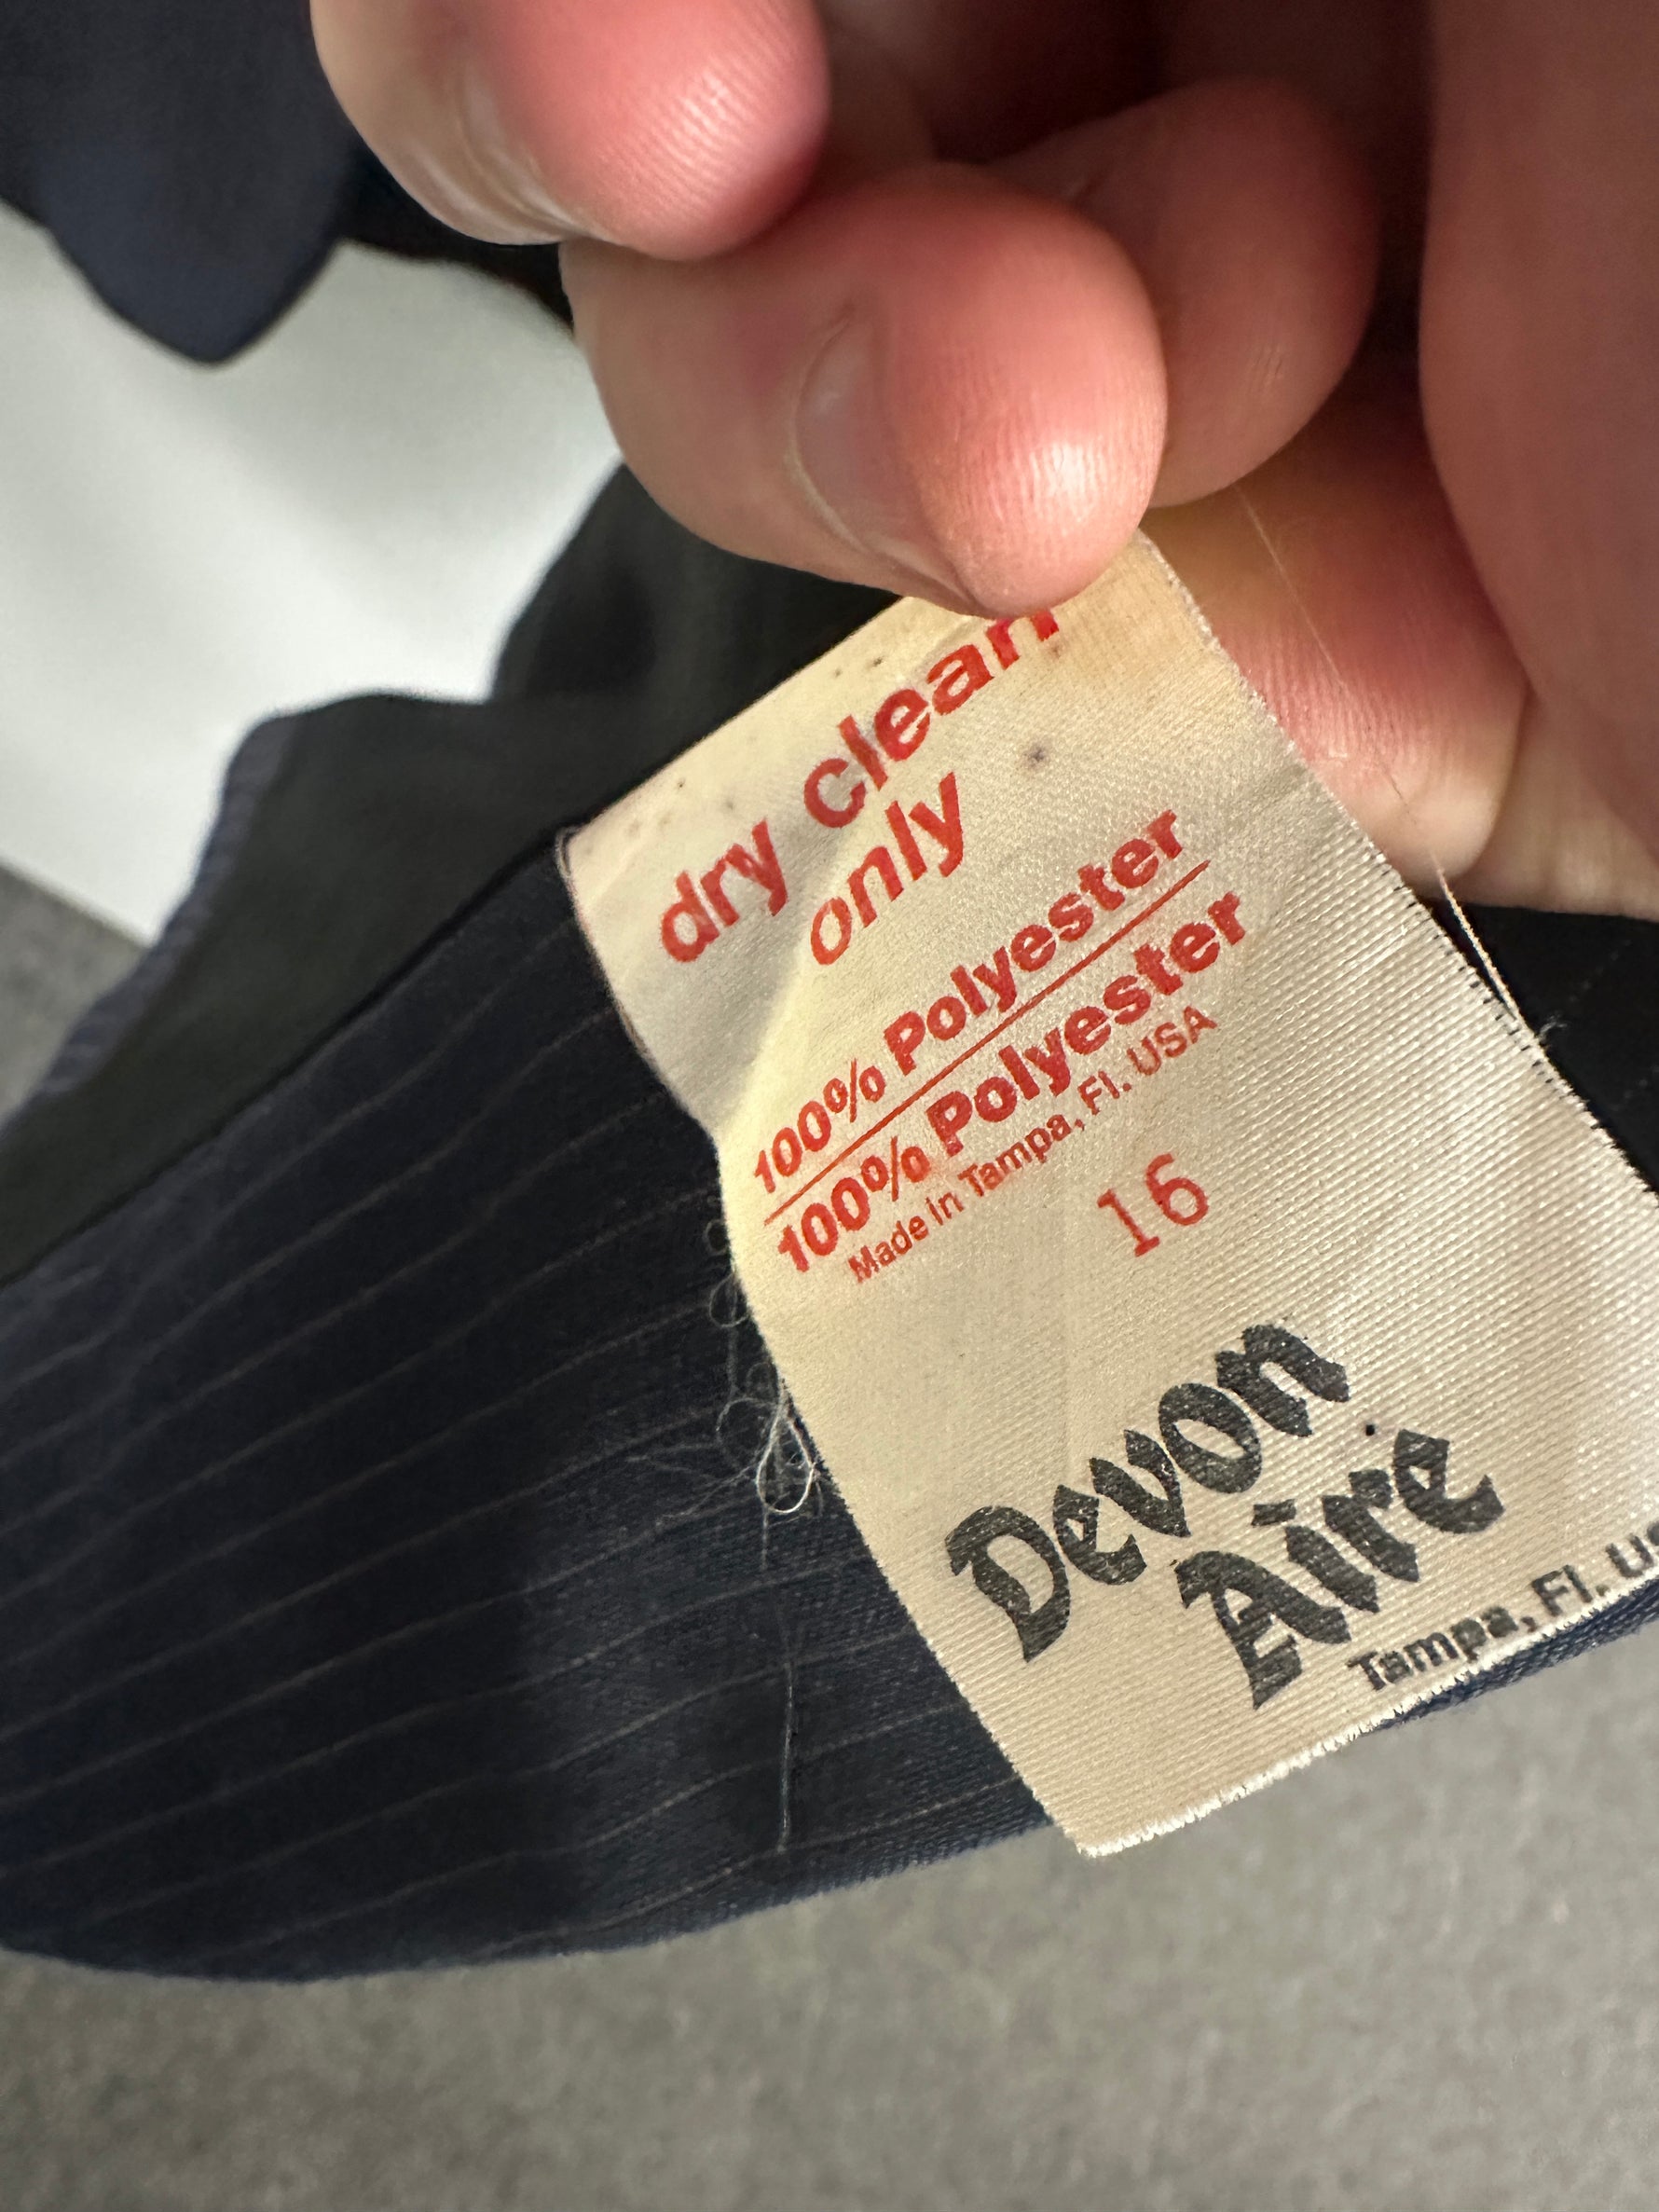 dry clean
only
100% Polyester
100% Polyester
Made in Tampa, Fl. USA
16
Devon
Aire
Tampa, Fl.